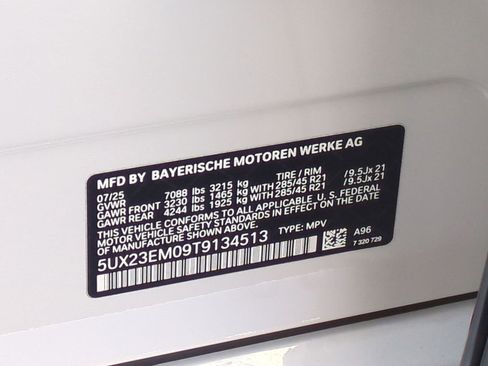 MFD BY BAYERISCHE MOTOREN WERKE AG
07/25 TIRE / RIM
GVWR 7088 lbs 3215 kg
GAWR FRONT 3230 lbs 1465 kg WITH 285/45 R21 / 9.5Jx 21
GAWR REAR 4244 lbs 1925 kg WITH 285/45 R21 / 9.5Jx 21
THIS VEHICLE CONFORMS TO ALL APPLICABLE U.S. FEDERAL
MOTOR VEHICLE SAFETY STANDARDS IN EFFECT ON THE DATE
OF MANUFACTURE SHOWN ABOVE.
5UX23EM09T9134513 TYPE: MPV
A96
7 320 729